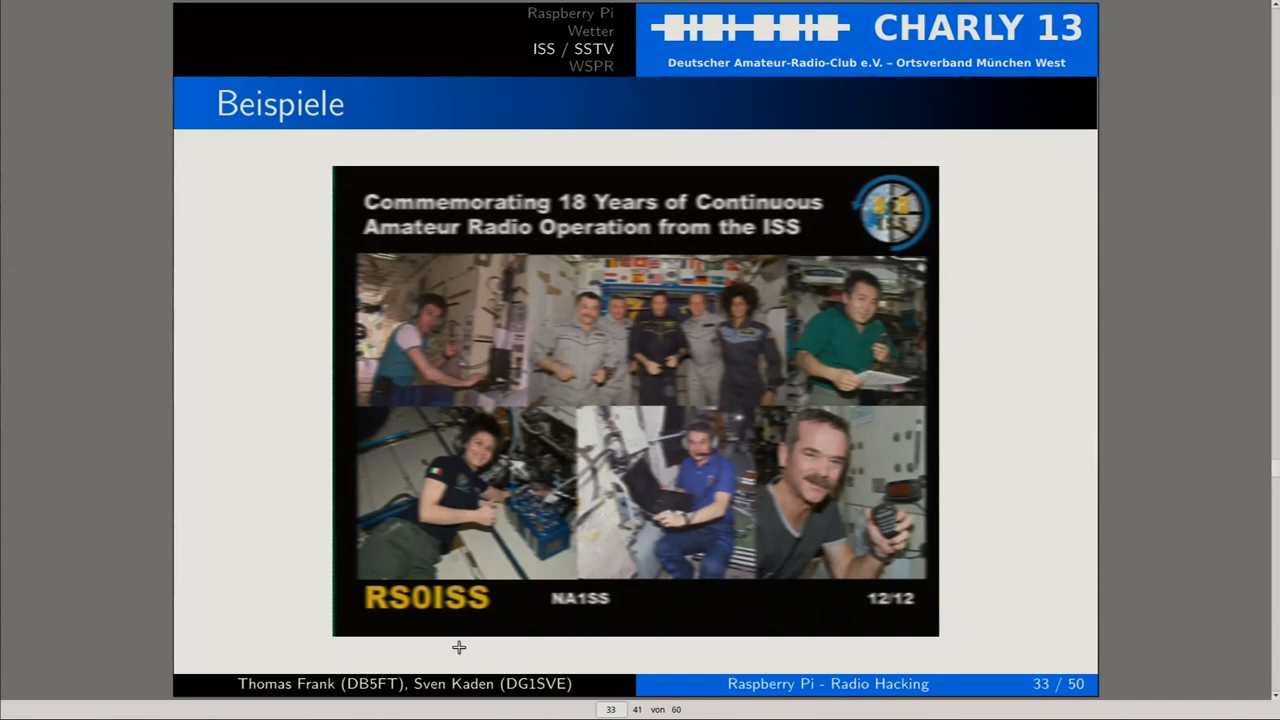 Raspberry Pi
Wetter
ISS / SSTV
WSPR
CHARLY 13
Deutscher Amateur-Radio-Club e.V. – Ortsverband München West
Beispiele
Commemorating 18 Years of Continuous
Amateur Radio Operation from the ISS
RS0ISS
NA1SS
12/12
Thomas Frank (DB5FT), Sven Kaden (DG1SVE)
Raspberry Pi - Radio Hacking
33 / 50
33
41 von 60